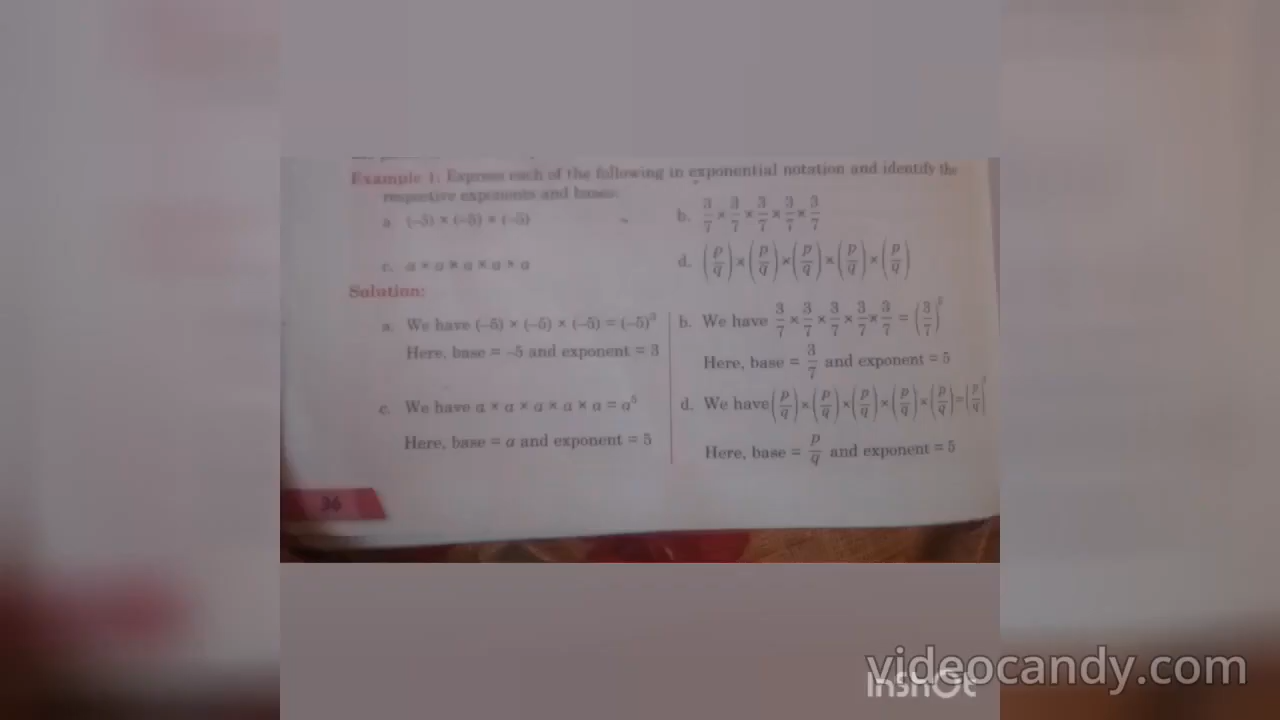 Example 1: Express each of the following in exponential notation and identify the
respective exponents and bases:
a. (–5) × (–5) × (–5)
b. 3/7 × 3/7 × 3/7 × 3/7 × 3/7
c. a × a × a × a × a
d. (p/q) × (p/q) × (p/q) × (p/q) × (p/q)
Solution:
a. We have (–5) × (–5) × (–5) = (–5)³
Here, base = –5 and exponent = 3
b. We have 3/7 × 3/7 × 3/7 × 3/7 × 3/7 = (3/7)⁵
Here, base = 3/7 and exponent = 5
c. We have a × a × a × a × a = a⁵
Here, base = a and exponent = 5
d. We have (p/q) × (p/q) × (p/q) × (p/q) × (p/q) = (p/q)
Here, base = p/q and exponent = 5
36
InShOt
videocandy.com